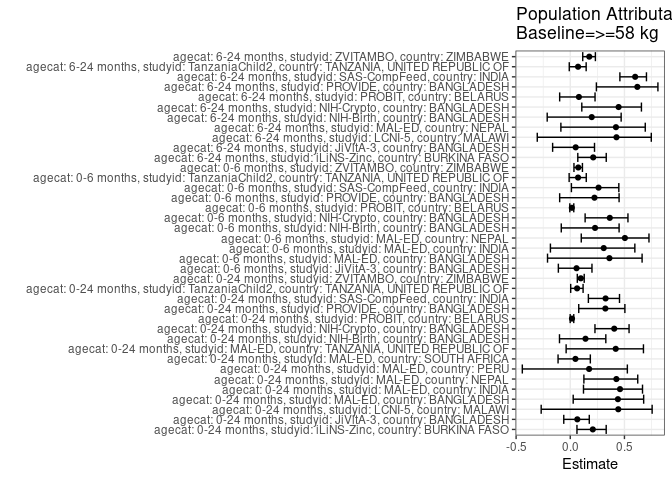 Population Attributa
Baseline=>=58 kg
agecat: 6-24 months, studyid: ZVITAMBO, country: ZIMBABWE
agecat: 6-24 months, studyid: TanzaniaChild2, country: TANZANIA, UNITED REPUBLIC OF
agecat: 6-24 months, studyid: SAS-CompFeed, country: INDIA
agecat: 6-24 months, studyid: PROVIDE, country: BANGLADESH
agecat: 6-24 months, studyid: PROBIT, country: BELARUS
agecat: 6-24 months, studyid: NIH-Crypto, country: BANGLADESH
agecat: 6-24 months, studyid: NIH-Birth, country: BANGLADESH
agecat: 6-24 months, studyid: MAL-ED, country: NEPAL
agecat: 6-24 months, studyid: LCNI-5, country: MALAWI
agecat: 6-24 months, studyid: JiVitA-3, country: BANGLADESH
agecat: 6-24 months, studyid: iLiNS-Zinc, country: BURKINA FASO
agecat: 0-6 months, studyid: ZVITAMBO, country: ZIMBABWE
agecat: 0-6 months, studyid: TanzaniaChild2, country: TANZANIA, UNITED REPUBLIC OF
agecat: 0-6 months, studyid: SAS-CompFeed, country: INDIA
agecat: 0-6 months, studyid: PROVIDE, country: BANGLADESH
agecat: 0-6 months, studyid: PROBIT, country: BELARUS
agecat: 0-6 months, studyid: NIH-Crypto, country: BANGLADESH
agecat: 0-6 months, studyid: NIH-Birth, country: BANGLADESH
agecat: 0-6 months, studyid: MAL-ED, country: NEPAL
agecat: 0-6 months, studyid: MAL-ED, country: INDIA
agecat: 0-6 months, studyid: MAL-ED, country: BANGLADESH
agecat: 0-6 months, studyid: JiVitA-3, country: BANGLADESH
agecat: 0-24 months, studyid: ZVITAMBO, country: ZIMBABWE
agecat: 0-24 months, studyid: TanzaniaChild2, country: TANZANIA, UNITED REPUBLIC OF
agecat: 0-24 months, studyid: SAS-CompFeed, country: INDIA
agecat: 0-24 months, studyid: PROVIDE, country: BANGLADESH
agecat: 0-24 months, studyid: PROBIT, country: BELARUS
agecat: 0-24 months, studyid: NIH-Crypto, country: BANGLADESH
agecat: 0-24 months, studyid: NIH-Birth, country: BANGLADESH
agecat: 0-24 months, studyid: MAL-ED, country: TANZANIA, UNITED REPUBLIC OF
agecat: 0-24 months, studyid: MAL-ED, country: SOUTH AFRICA
agecat: 0-24 months, studyid: MAL-ED, country: PERU
agecat: 0-24 months, studyid: MAL-ED, country: NEPAL
agecat: 0-24 months, studyid: MAL-ED, country: INDIA
agecat: 0-24 months, studyid: MAL-ED, country: BANGLADESH
agecat: 0-24 months, studyid: LCNI-5, country: MALAWI
agecat: 0-24 months, studyid: JiVitA-3, country: BANGLADESH
agecat: 0-24 months, studyid: iLiNS-Zinc, country: BURKINA FASO
-0.5 0.0 0.5
Estimate